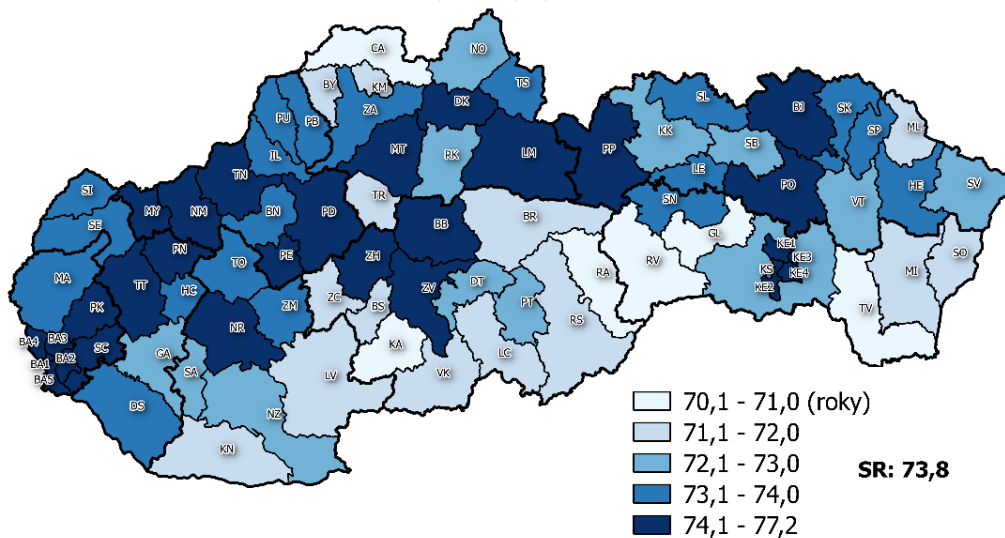 CA
NO
BY
KM
TS
PU
PB
ZA
DK
SL
BJ
SK
SP
ML
KK
SB
IL
MT
RK
LM
PP
LE
PO
HE
SV
TN
SI
MY
NM
BN
PD
TR
BB
BR
SN
VT
SE
PN
PE
ZH
GL
KE1
KE3
SO
MA
TT
TO
HC
RA
RV
KS
KE4
KE2
MI
PK
ZM
ZC
BS
ZV
DT
PT
RS
TV
BA4
BA3
SC
NR
BA1
BA2
BA5
GA
SA
LV
KA
VK
LC
DS
NZ
KN
70,1 - 71,0 (roky)
71,1 - 72,0
72,1 - 73,0
73,1 - 74,0
74,1 - 77,2
SR: 73,8